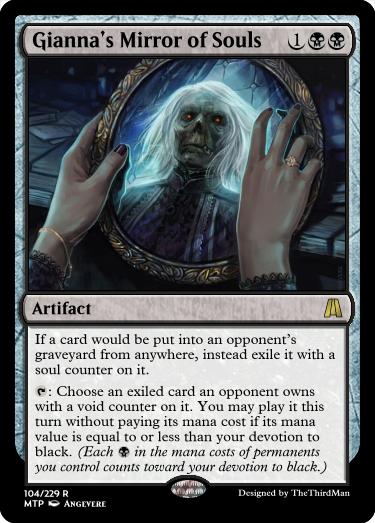 Gianna's Mirror of Souls 1
Artifact
If a card would be put into an opponent's
graveyard from anywhere, instead exile it with a
soul counter on it.
: Choose an exiled card an opponent owns
with a void counter on it. You may play it this
turn without paying its mana cost if its mana
value is equal to or less than your devotion to
black. (Each in the mana costs of permanents
you control counts toward your devotion to black.)
104/229 R
MTP ANGEVERE
Designed by TheThirdMan